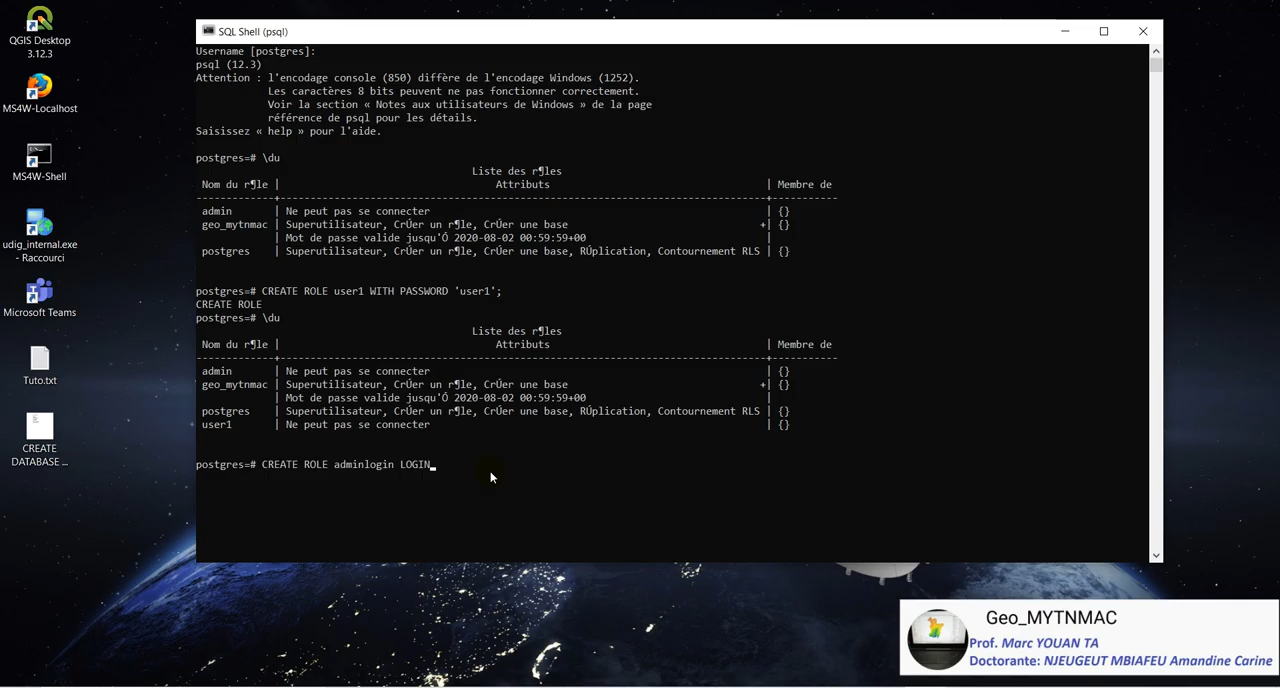 QGIS Desktop
3.12.3
MS4W-Localhost
MS4W-Shell
udig_internal.exe
- Raccourci
Microsoft Teams
Tuto.txt
CREATE
DATABASE ...
SQL Shell (psql)
Username [postgres]:
psql (12.3)
Attention : l'encodage console (850) diffère de l'encodage Windows (1252).
Les caractères 8 bits peuvent ne pas fonctionner correctement.
Voir la section « Notes aux utilisateurs de Windows » de la page
référence de psql pour les détails.
Saisissez « help » pour l'aide.
postgres=# \du
Liste des r¶les
Nom du r¶le | Attributs | Membre de
-------------+--------------------------------------------------------------------------------+-----------
admin | Ne peut pas se connecter | {}
geo_mytnmac | Superutilisateur, CrÚer un r¶le, CrÚer une base +| {}
| Mot de passe valide jusqu'Ó 2020-08-02 00:59:59+00 |
postgres | Superutilisateur, CrÚer un r¶le, CrÚer une base, RÚplication, Contournement RLS | {}
postgres=# CREATE ROLE user1 WITH PASSWORD 'user1';
CREATE ROLE
postgres=# \du
Liste des r¶les
Nom du r¶le | Attributs | Membre de
-------------+--------------------------------------------------------------------------------+-----------
admin | Ne peut pas se connecter | {}
geo_mytnmac | Superutilisateur, CrÚer un r¶le, CrÚer une base +| {}
| Mot de passe valide jusqu'Ó 2020-08-02 00:59:59+00 |
postgres | Superutilisateur, CrÚer un r¶le, CrÚer une base, RÚplication, Contournement RLS | {}
user1 | Ne peut pas se connecter | {}
postgres=# CREATE ROLE adminlogin LOGIN_
Geo_MYTNMAC
Prof. Marc YOUAN TA
Doctorante: NJEUGEUT MBIAFEU Amandine Carine